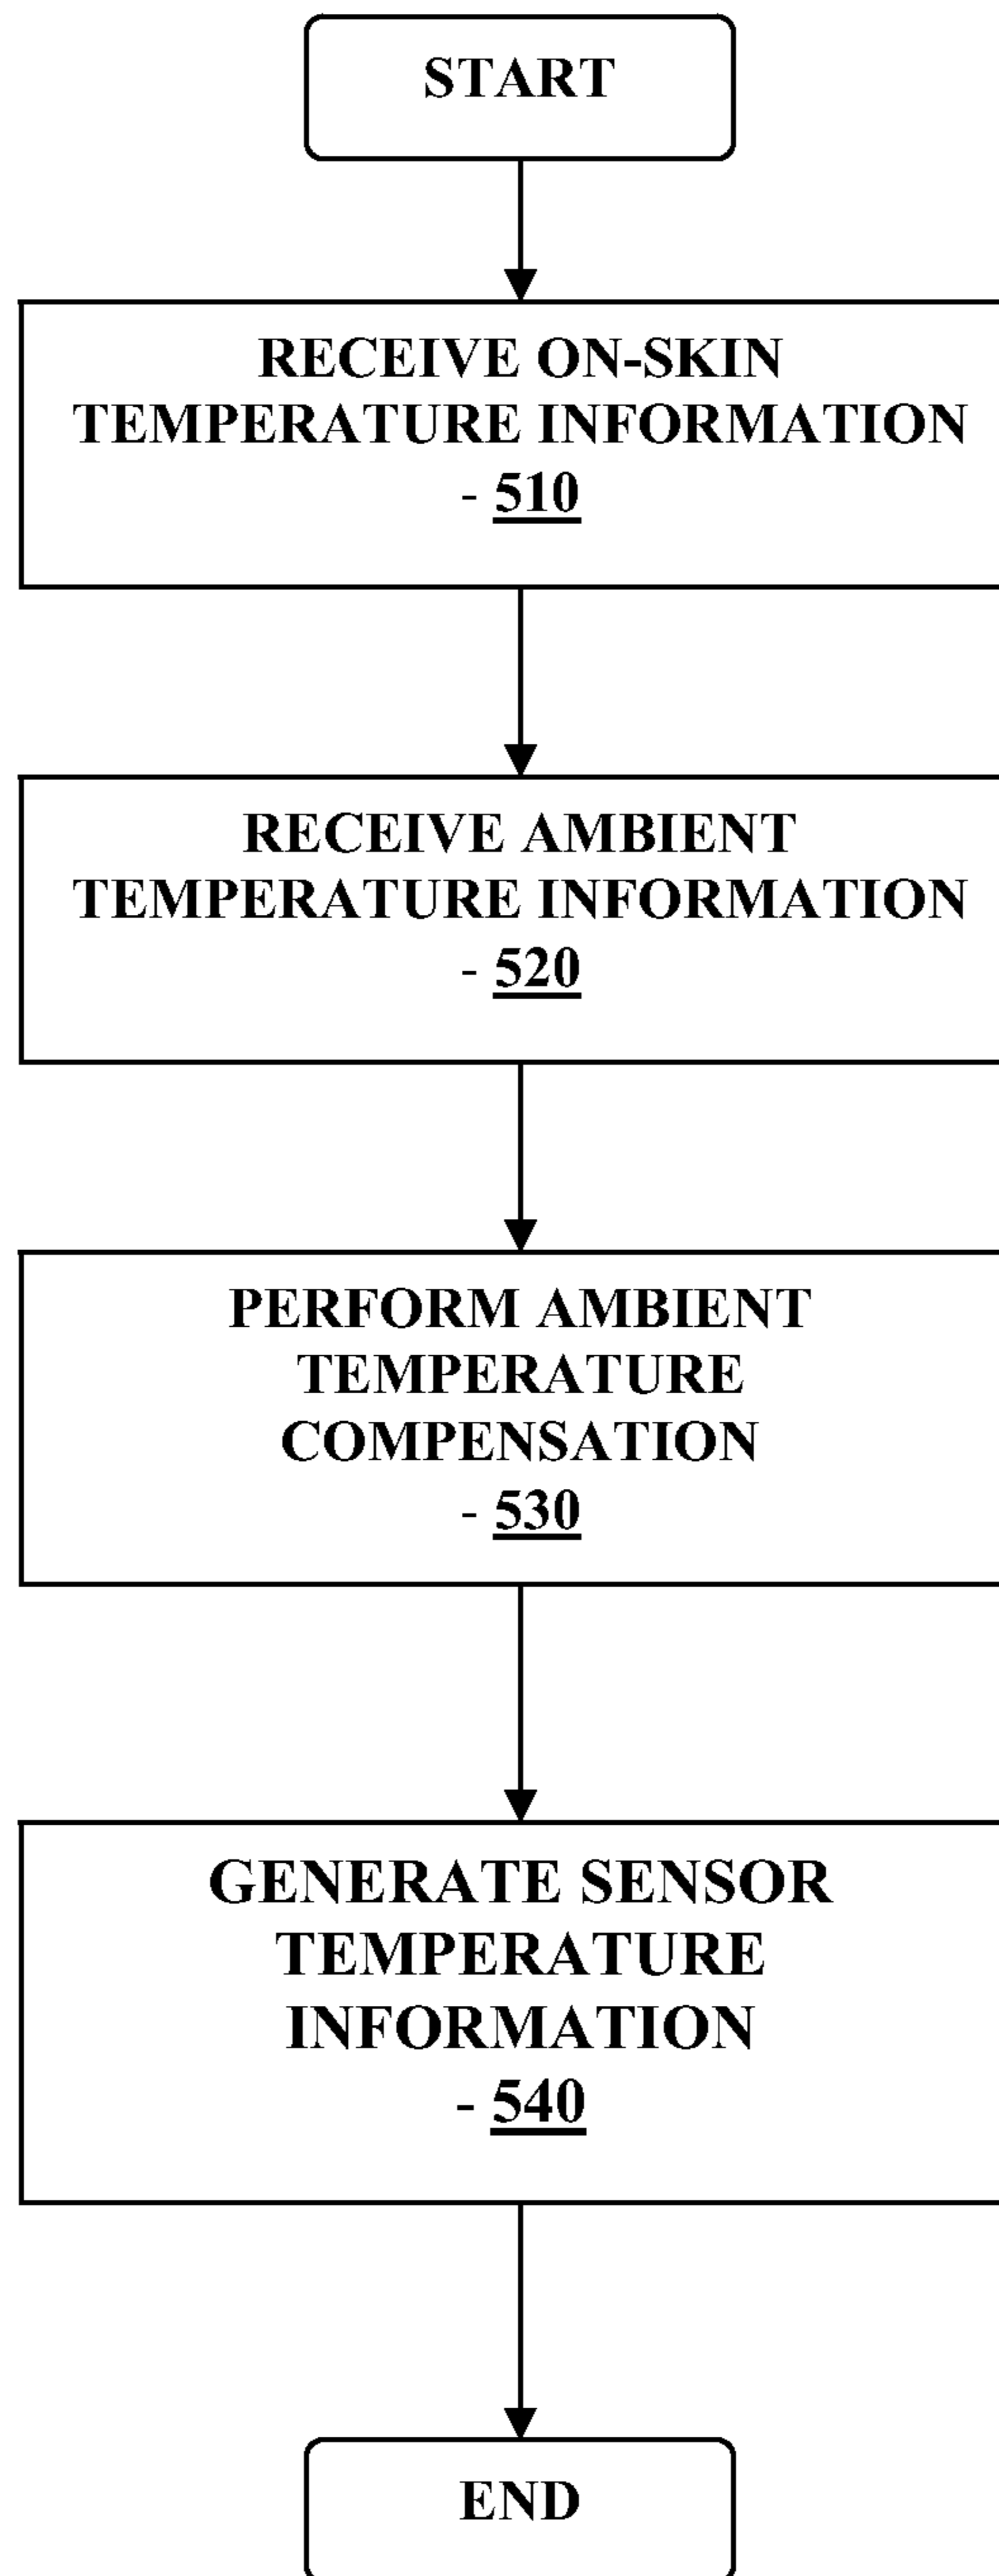 START
RECEIVE ON-SKIN
TEMPERATURE INFORMATION
- 510
RECEIVE AMBIENT
TEMPERATURE INFORMATION
- 520
PERFORM AMBIENT
TEMPERATURE
COMPENSATION
- 530
GENERATE SENSOR
TEMPERATURE
INFORMATION
- 540
END